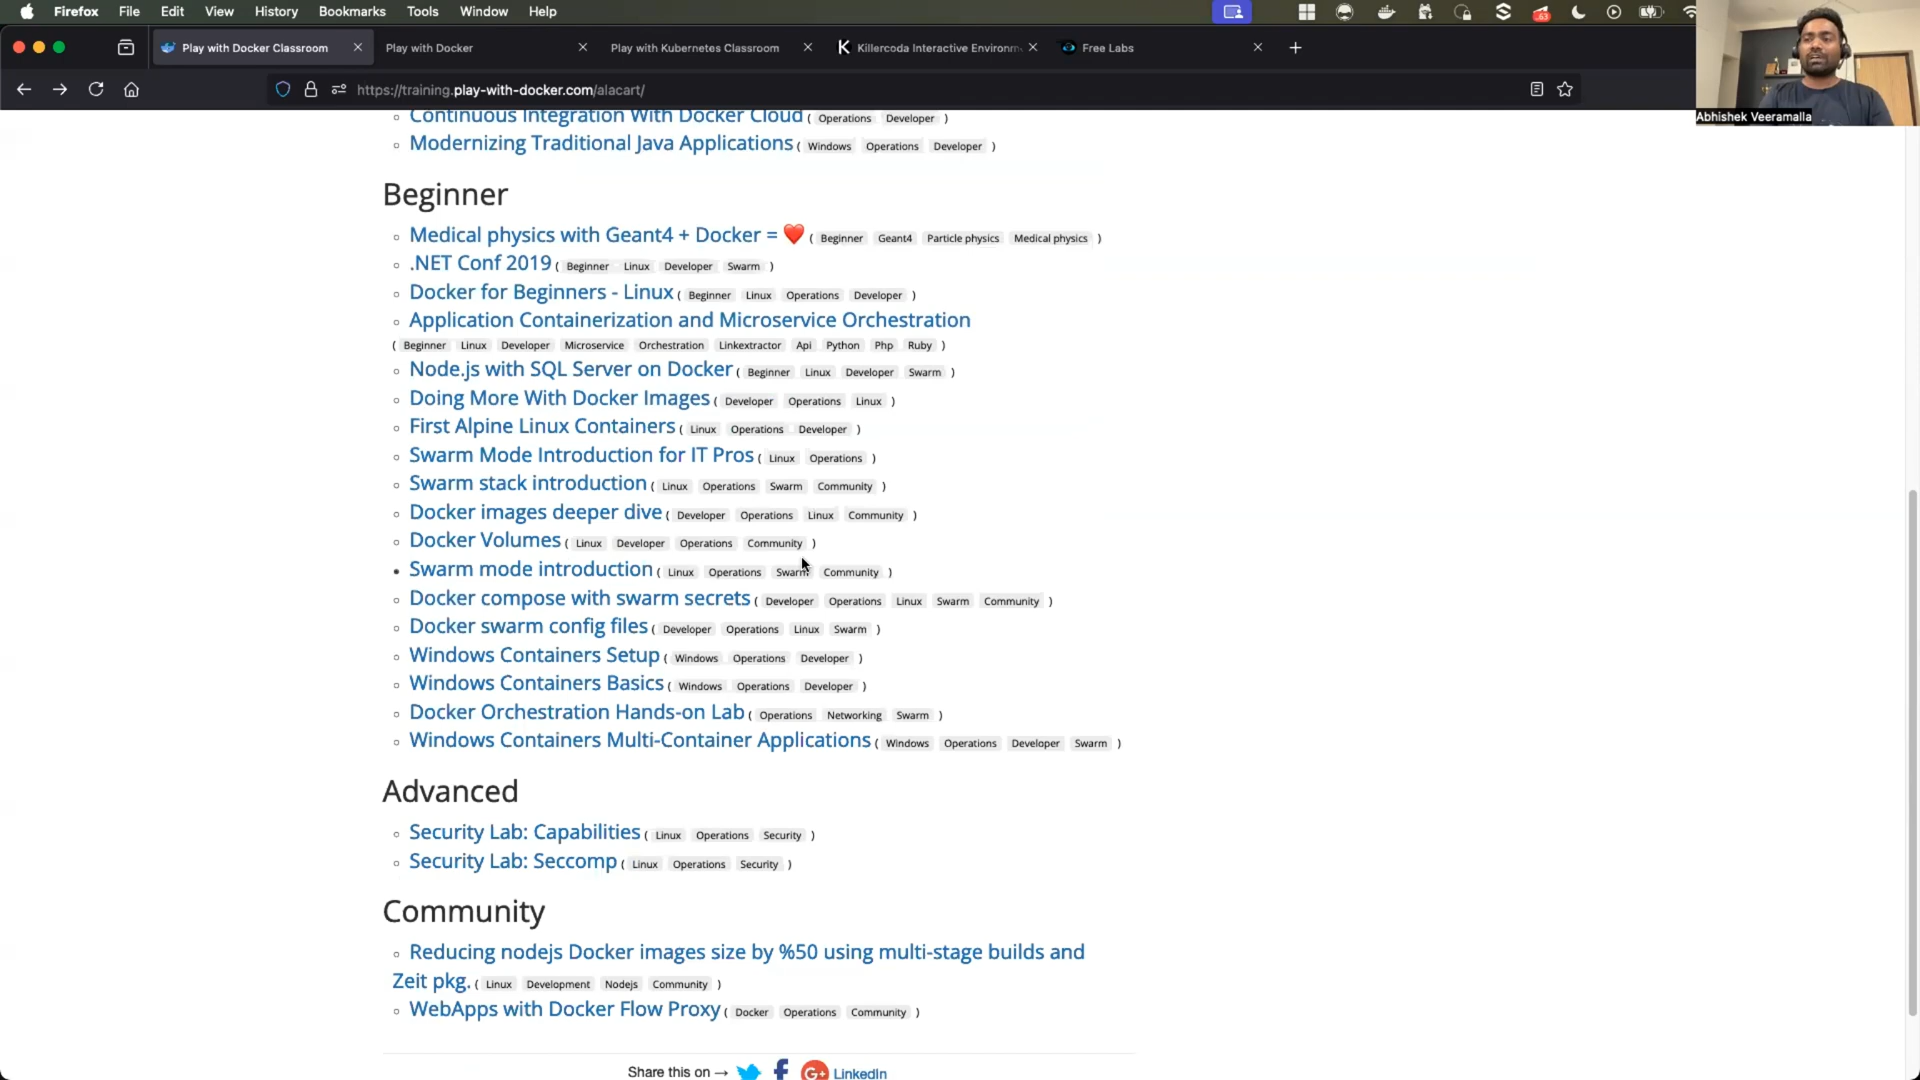 Firefox File Edit View History Bookmarks Tools Window Help
Play with Docker Classroom
Play with Docker
Play with Kubernetes Classroom
Killercoda Interactive Environm
Free Labs
https://training.play-with-docker.com/alacart/
Abhishek Veeramalla
Continuous Integration With Docker Cloud ( Operations Developer )
Modernizing Traditional Java Applications ( Windows Operations Developer )
Beginner
Medical physics with Geant4 + Docker = ❤️ ( Beginner Geant4 Particle physics Medical physics )
.NET Conf 2019 ( Beginner Linux Developer Swarm )
Docker for Beginners - Linux ( Beginner Linux Operations Developer )
Application Containerization and Microservice Orchestration
( Beginner Linux Developer Microservice Orchestration Linkextractor Api Python Php Ruby )
Node.js with SQL Server on Docker ( Beginner Linux Developer Swarm )
Doing More With Docker Images ( Developer Operations Linux )
First Alpine Linux Containers ( Linux Operations Developer )
Swarm Mode Introduction for IT Pros ( Linux Operations )
Swarm stack introduction ( Linux Operations Swarm Community )
Docker images deeper dive ( Developer Operations Linux Community )
Docker Volumes ( Linux Developer Operations Community )
Swarm mode introduction ( Linux Operations Swarm Community )
Docker compose with swarm secrets ( Developer Operations Linux Swarm Community )
Docker swarm config files ( Developer Operations Linux Swarm )
Windows Containers Setup ( Windows Operations Developer )
Windows Containers Basics ( Windows Operations Developer )
Docker Orchestration Hands-on Lab ( Operations Networking Swarm )
Windows Containers Multi-Container Applications ( Windows Operations Developer Swarm )
Advanced
Security Lab: Capabilities ( Linux Operations Security )
Security Lab: Seccomp ( Linux Operations Security )
Community
Reducing nodejs Docker images size by %50 using multi-stage builds and
Zeit pkg. ( Linux Development Nodejs Community )
WebApps with Docker Flow Proxy ( Docker Operations Community )
Share this on → G+ LinkedIn